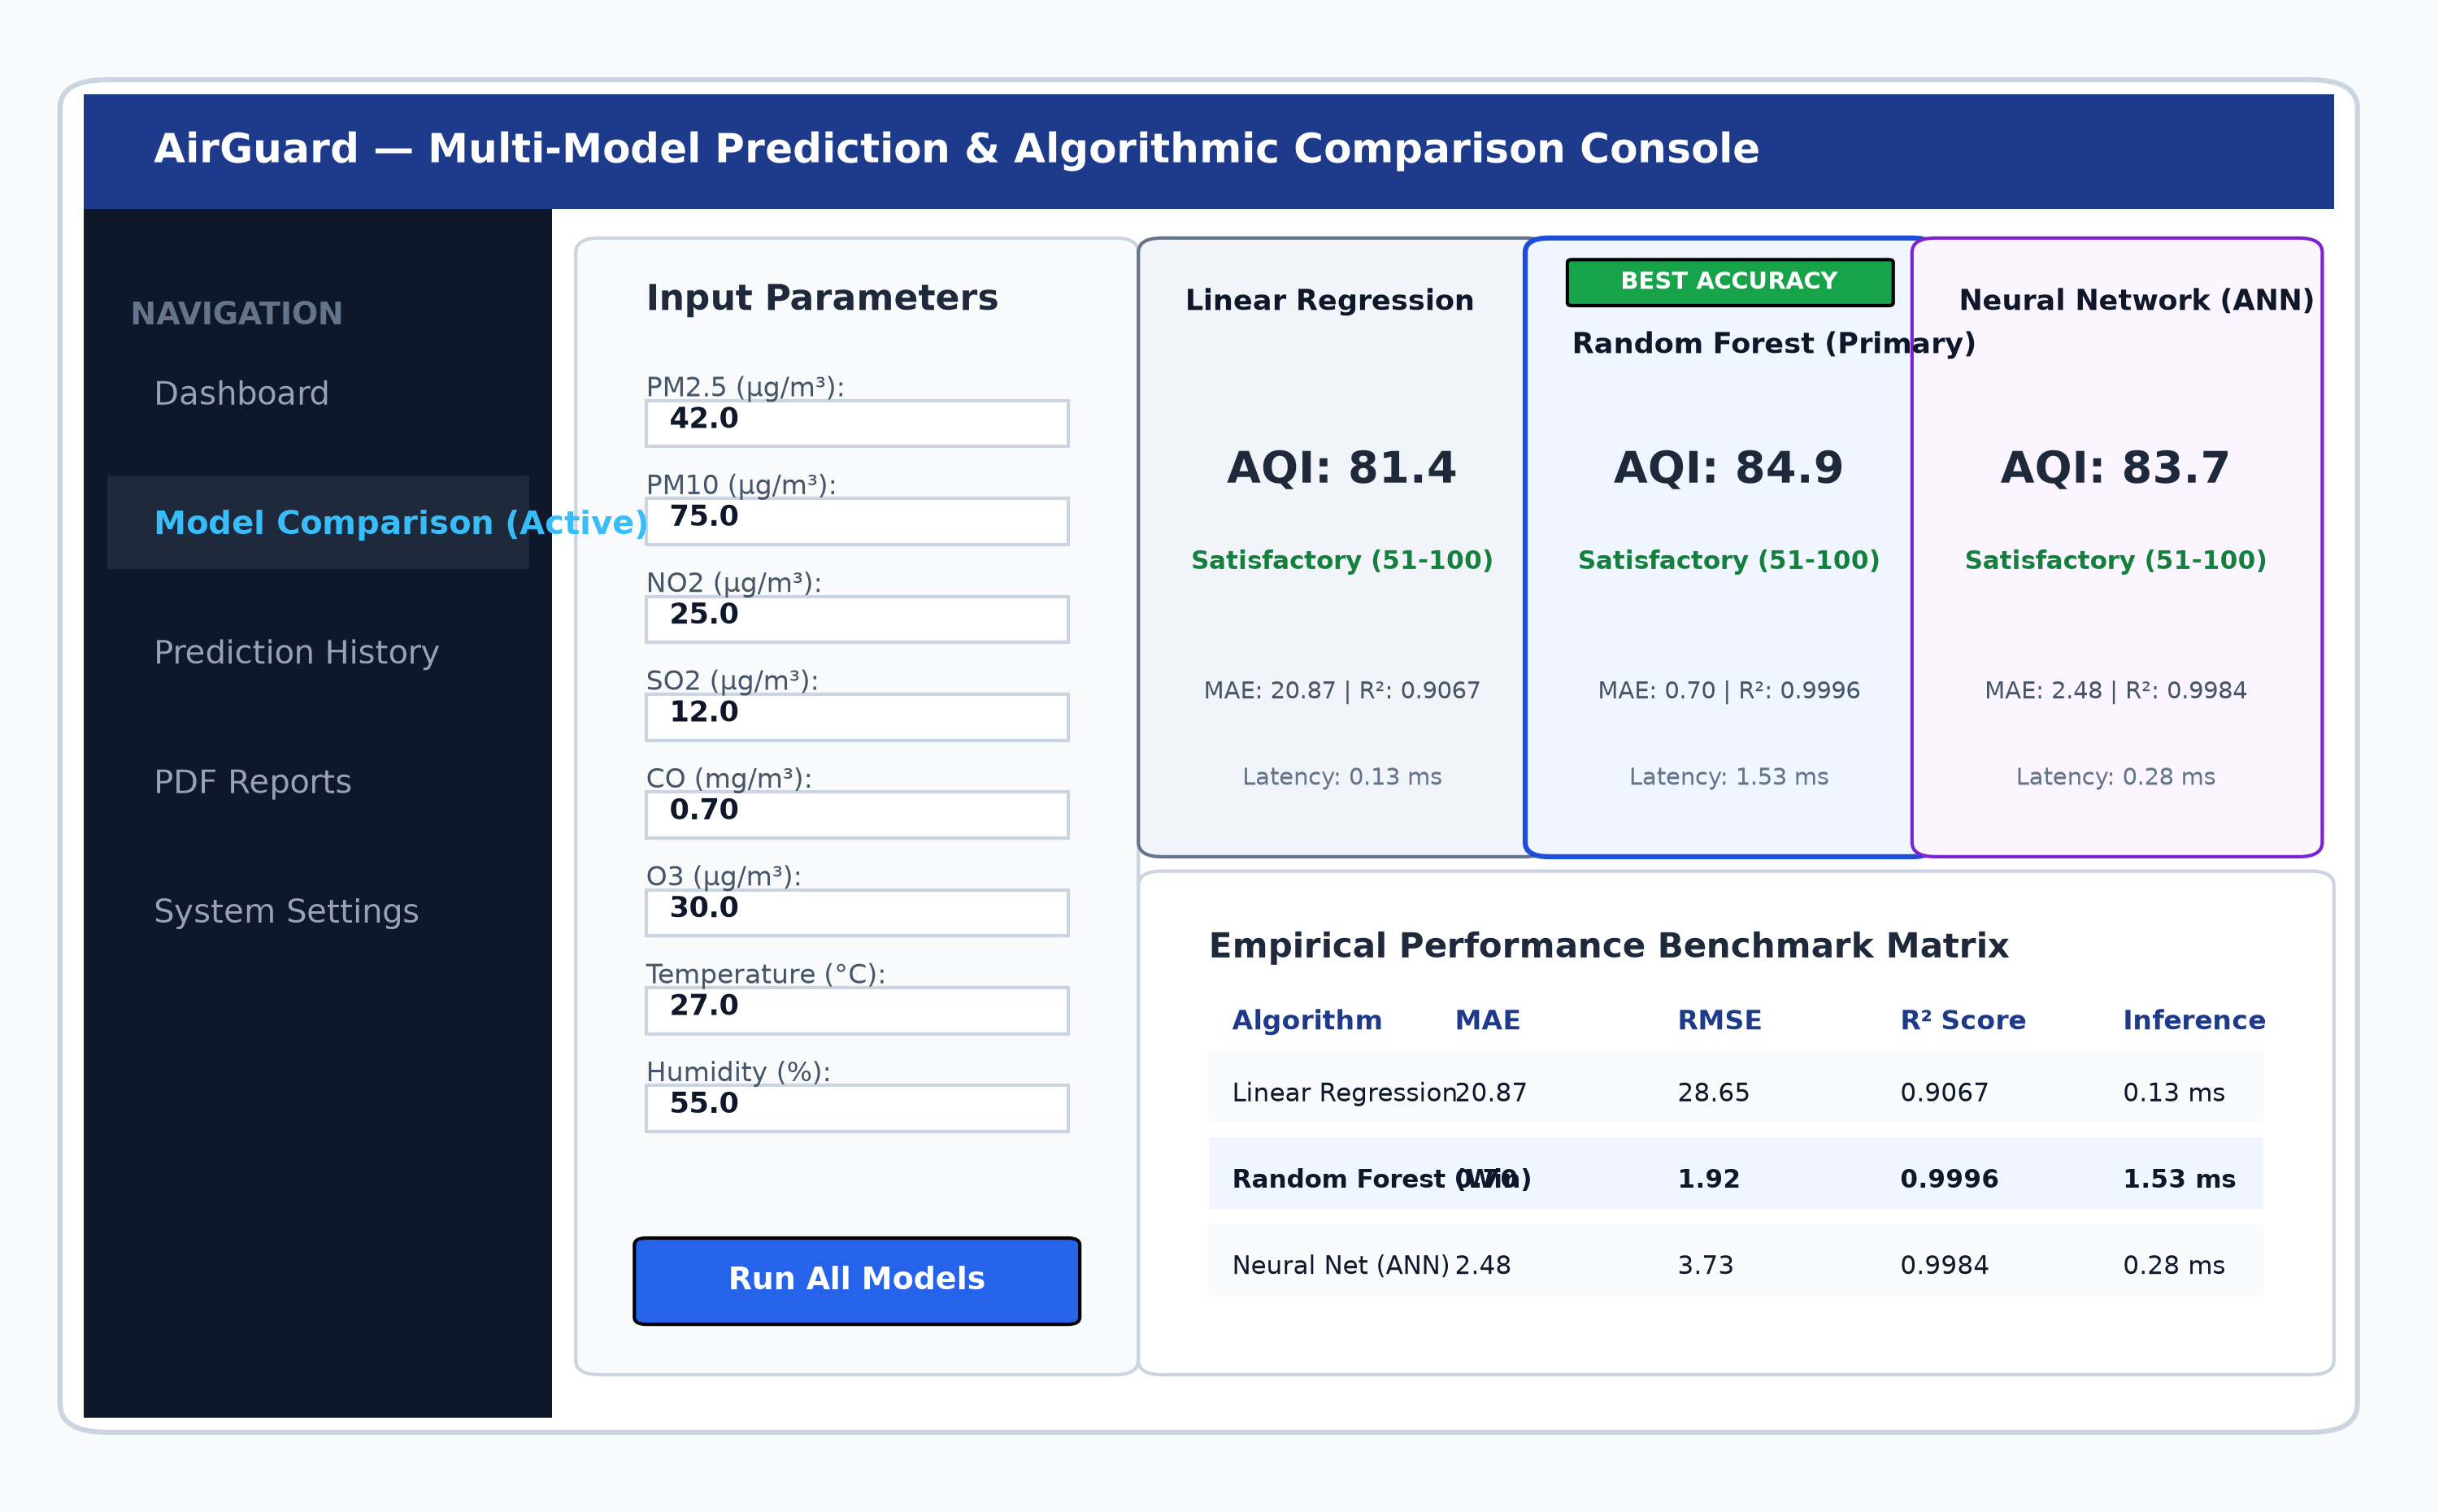 AirGuard — Multi-Model Prediction & Algorithmic Comparison Console
NAVIGATION
Dashboard
Model Comparison (Active)
Prediction History
PDF Reports
System Settings
Input Parameters
PM2.5 (µg/m³):
42.0
PM10 (µg/m³):
75.0
NO2 (µg/m³):
25.0
SO2 (µg/m³):
12.0
CO (mg/m³):
0.70
O3 (µg/m³):
30.0
Temperature (°C):
27.0
Humidity (%):
55.0
Run All Models
Linear Regression
AQI: 81.4
Satisfactory (51-100)
MAE: 20.87 | R²: 0.9067
Latency: 0.13 ms
BEST ACCURACY
Random Forest (Primary)
AQI: 84.9
Satisfactory (51-100)
MAE: 0.70 | R²: 0.9996
Latency: 1.53 ms
Neural Network (ANN)
AQI: 83.7
Satisfactory (51-100)
MAE: 2.48 | R²: 0.9984
Latency: 0.28 ms
Empirical Performance Benchmark Matrix
Algorithm MAE RMSE R² Score Inference
Linear Regression 20.87 28.65 0.9067 0.13 ms
Random Forest (Win) 0.70 1.92 0.9996 1.53 ms
Neural Net (ANN) 2.48 3.73 0.9984 0.28 ms